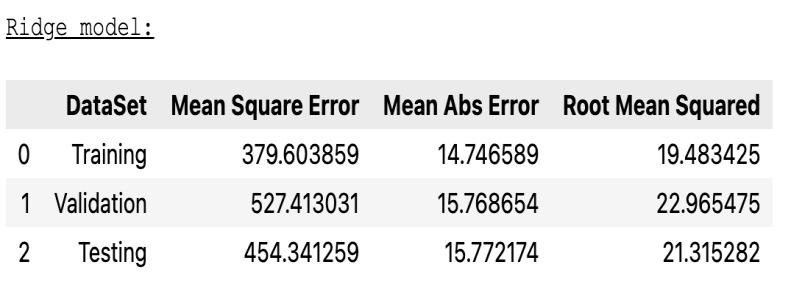 Ridge model:
DataSet Mean Square Error Mean Abs Error Root Mean Squared
0 Training 379.603859 14.746589 19.483425
1 Validation 527.413031 15.768654 22.965475
2 Testing 454.341259 15.772174 21.315282